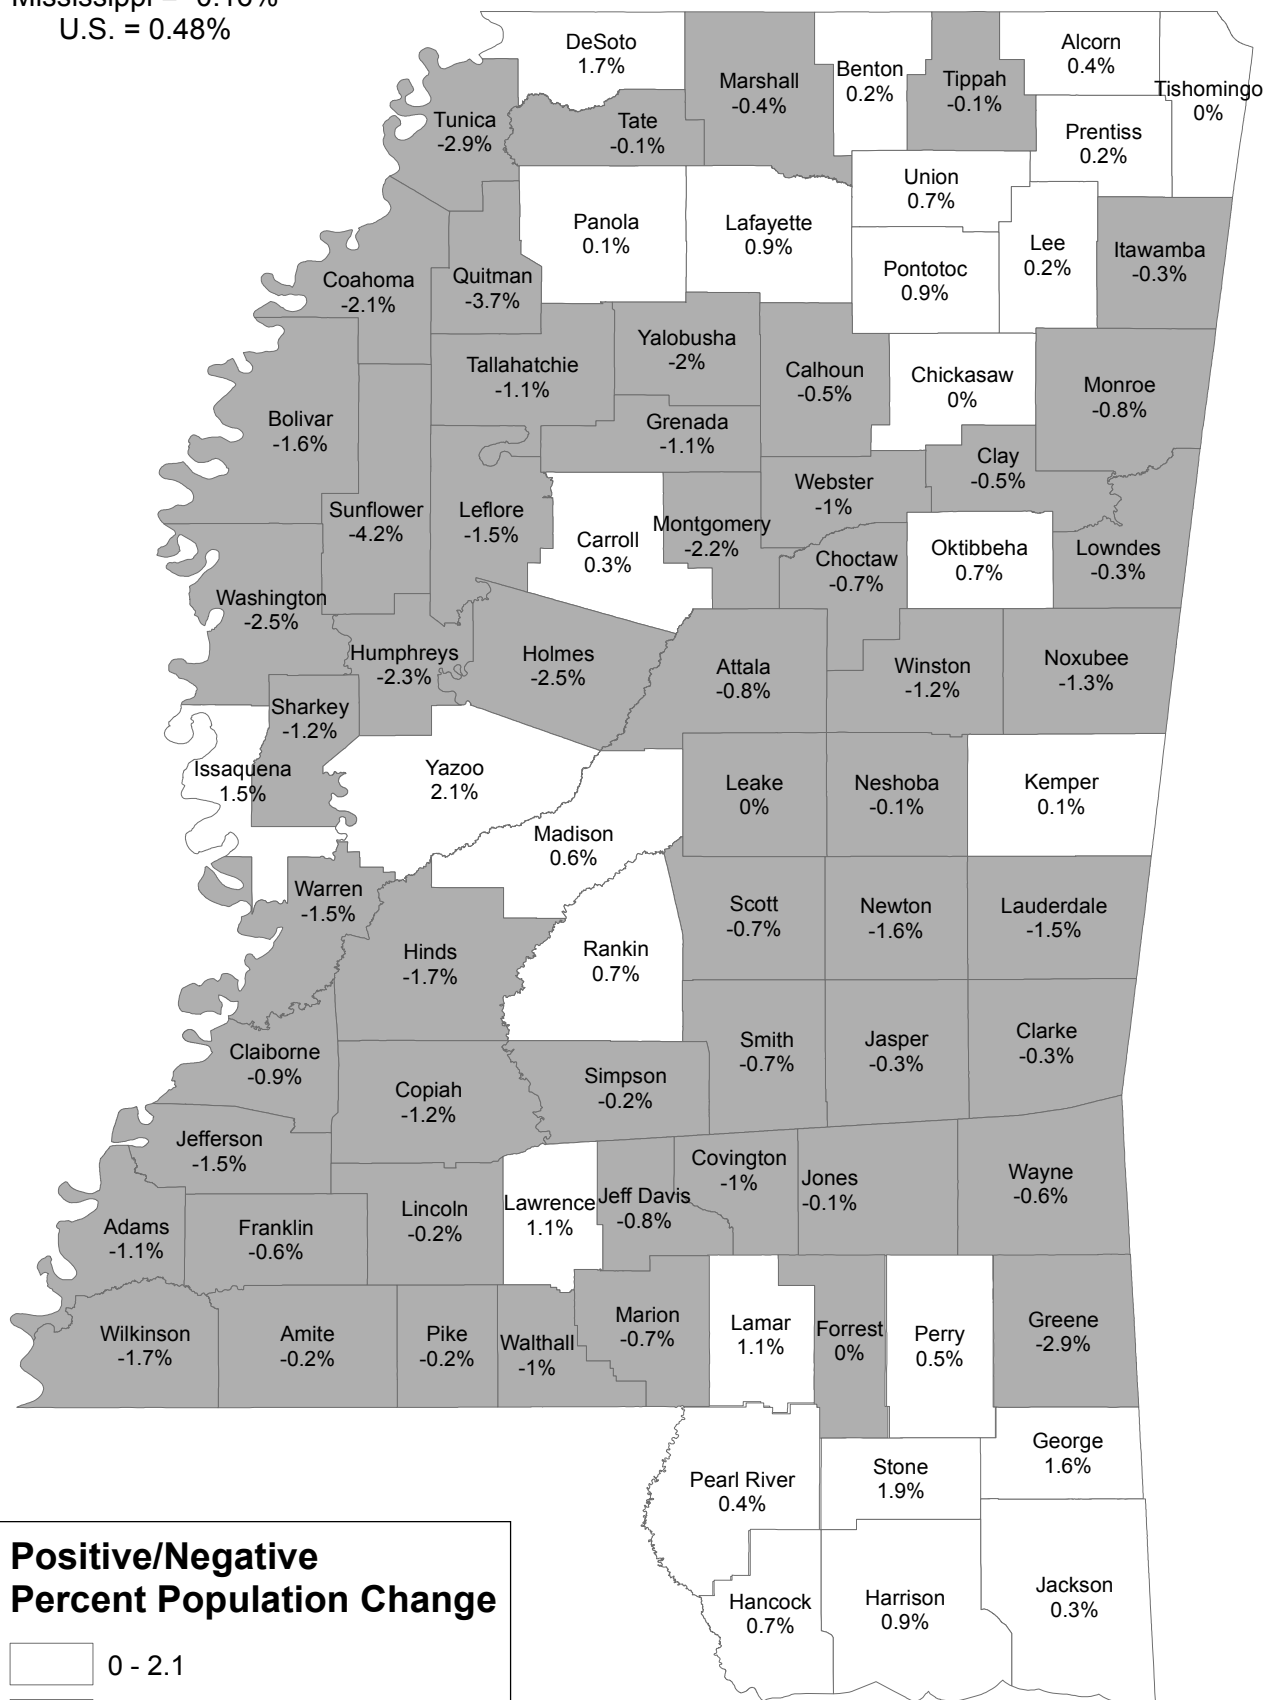 U.S. = 0.48%
DeSoto
1.7%
Marshall
-0.4%
Benton
0.2%
Tippah
-0.1%
Alcorn
0.4%
Tishomingo
0%
Tunica
-2.9%
Tate
-0.1%
Prentiss
0.2%
Union
0.7%
Panola
0.1%
Lafayette
0.9%
Pontotoc
0.9%
Lee
0.2%
Itawamba
-0.3%
Coahoma
-2.1%
Quitman
-3.7%
Tallahatchie
-1.1%
Yalobusha
-2%
Calhoun
-0.5%
Chickasaw
0%
Monroe
-0.8%
Bolivar
-1.6%
Grenada
-1.1%
Clay
-0.5%
Sunflower
-4.2%
Leflore
-1.5%
Carroll
0.3%
Montgomery
-2.2%
Webster
-1%
Choctaw
-0.7%
Oktibbeha
0.7%
Lowndes
-0.3%
Washington
-2.5%
Humphreys
-2.3%
Holmes
-2.5%
Attala
-0.8%
Winston
-1.2%
Noxubee
-1.3%
Sharkey
-1.2%
Issaquena
1.5%
Yazoo
2.1%
Madison
0.6%
Leake
0%
Neshoba
-0.1%
Kemper
0.1%
Warren
-1.5%
Hinds
-1.7%
Rankin
0.7%
Scott
-0.7%
Newton
-1.6%
Lauderdale
-1.5%
Claiborne
-0.9%
Copiah
-1.2%
Simpson
-0.2%
Smith
-0.7%
Jasper
-0.3%
Clarke
-0.3%
Jefferson
-1.5%
Adams
-1.1%
Franklin
-0.6%
Lincoln
-0.2%
Lawrence
1.1%
Jeff Davis
-0.8%
Covington
-1%
Jones
-0.1%
Wayne
-0.6%
Wilkinson
-1.7%
Amite
-0.2%
Pike
-0.2%
Walthall
-1%
Marion
-0.7%
Lamar
1.1%
Forrest
0%
Perry
0.5%
Greene
-2.9%
Pearl River
0.4%
Stone
1.9%
George
1.6%
Hancock
0.7%
Harrison
0.9%
Jackson
0.3%
Positive/Negative
Percent Population Change
0 - 2.1